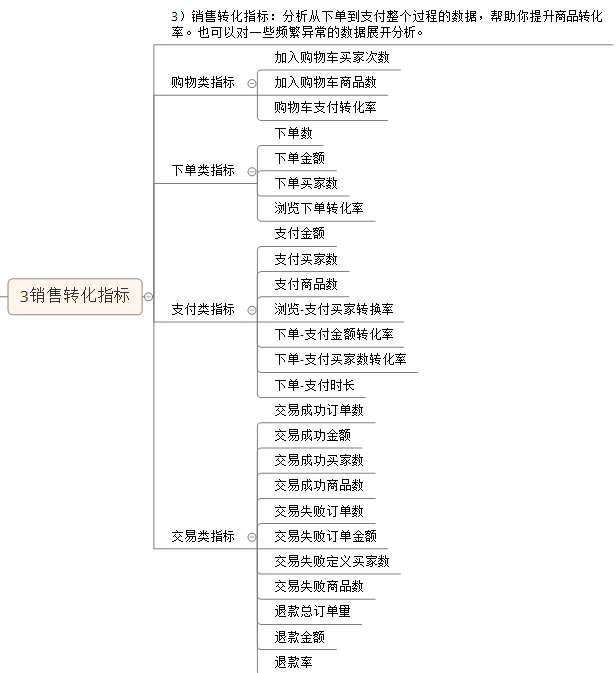 3）销售转化指标：分析从下单到支付整个过程的数据，帮助你提升商品转化
率。也可以对一些频繁异常的数据展开分析。
3销售转化指标
购物类指标
加入购物车买家次数
加入购物车商品数
购物车支付转化率
下单类指标
下单数
下单金额
下单买家数
浏览下单转化率
支付类指标
支付金额
支付买家数
支付商品数
浏览-支付买家转换率
下单-支付金额转化率
下单-支付买家数转化率
下单-支付时长
交易类指标
交易成功订单数
交易成功金额
交易成功买家数
交易成功商品数
交易失败订单数
交易失败订单金额
交易失败定义买家数
交易失败商品数
退款总订单量
退款金额
退款率